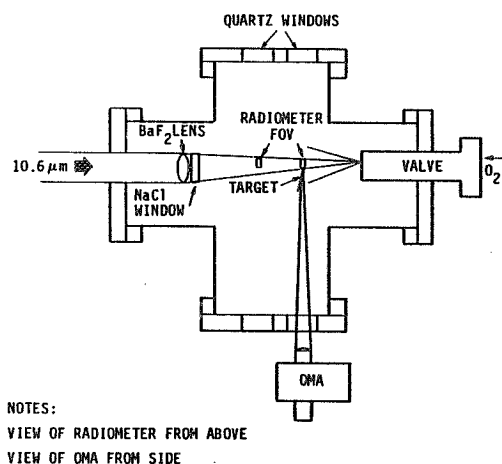 QUARTZ WINDOWS
BaF2 LENS
RADIOMETER
FOV
10.6 μm
VALVE
O2
TARGET
NaCl
WINDOW
OMA
NOTES:
VIEW OF RADIOMETER FROM ABOVE
VIEW OF OMA FROM SIDE